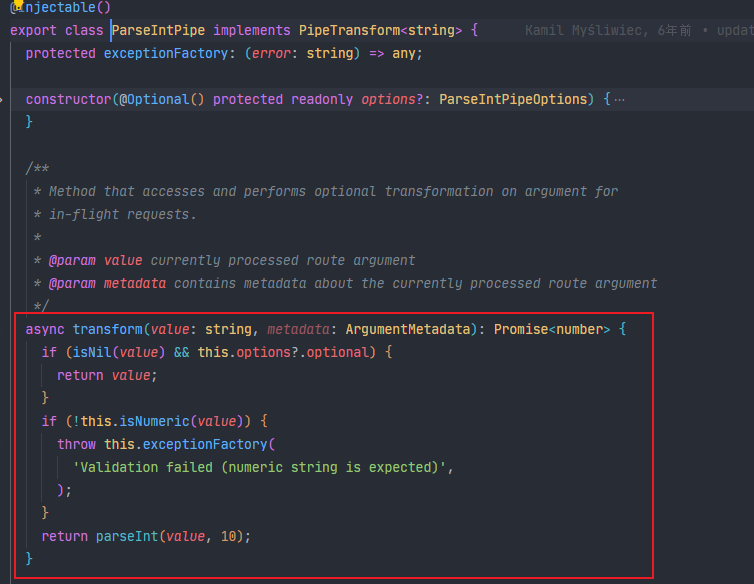 @Injectable()
export class ParseIntPipe implements PipeTransform<string> {     Kamil Myśliwiec, 6年前 • updat
  protected exceptionFactory: (error: string) => any;

  constructor(@Optional() protected readonly options?: ParseIntPipeOptions) {…
  }

  /**
   * Method that accesses and performs optional transformation on argument for
   * in-flight requests.
   *
   * @param value currently processed route argument
   * @param metadata contains metadata about the currently processed route argument
   */
  async transform(value: string, metadata: ArgumentMetadata): Promise<number> {
    if (isNil(value) && this.options?.optional) {
      return value;
    }
    if (!this.isNumeric(value)) {
      throw this.exceptionFactory(
        'Validation failed (numeric string is expected)',
      );
    }
    return parseInt(value, 10);
  }